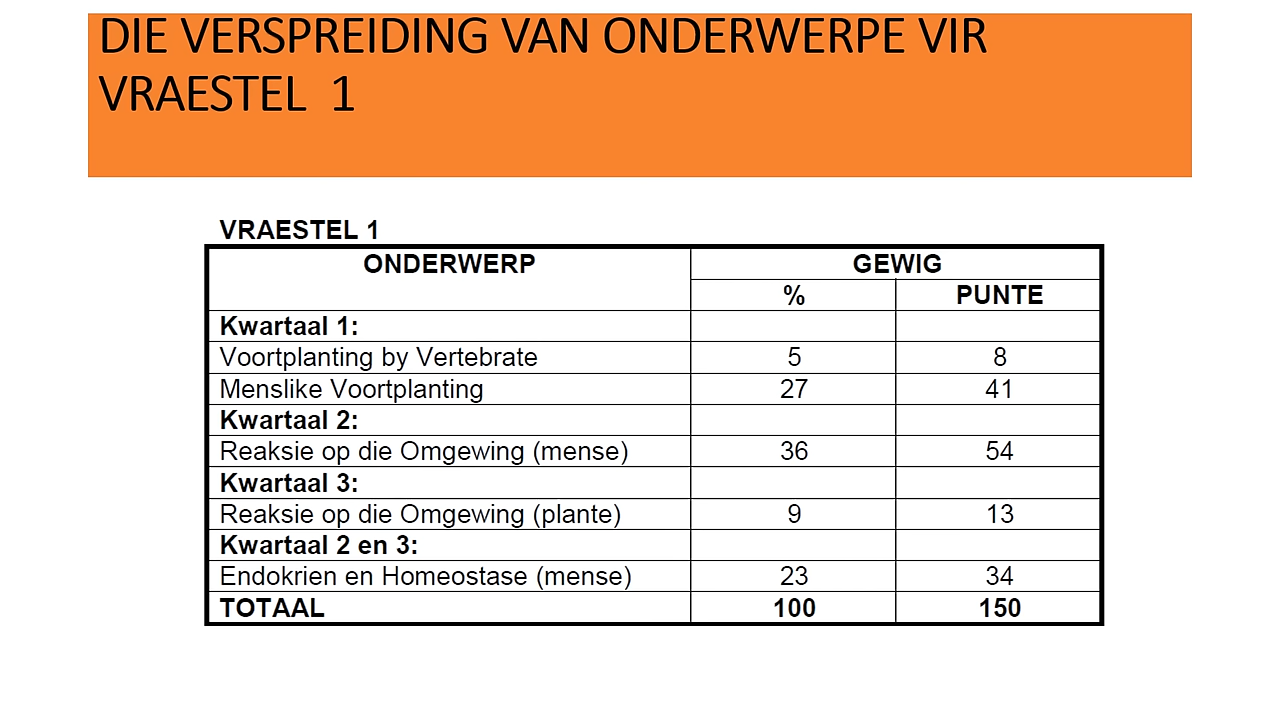 DIE VERSPREIDING VAN ONDERWERPE VIR
VRAESTEL 1
VRAESTEL 1
ONDERWERP GEWIG
% PUNTE
Kwartaal 1:
Voortplanting by Vertebrate 5 8
Menslike Voortplanting 27 41
Kwartaal 2:
Reaksie op die Omgewing (mense) 36 54
Kwartaal 3:
Reaksie op die Omgewing (plante) 9 13
Kwartaal 2 en 3:
Endokrien en Homeostase (mense) 23 34
TOTAAL 100 150